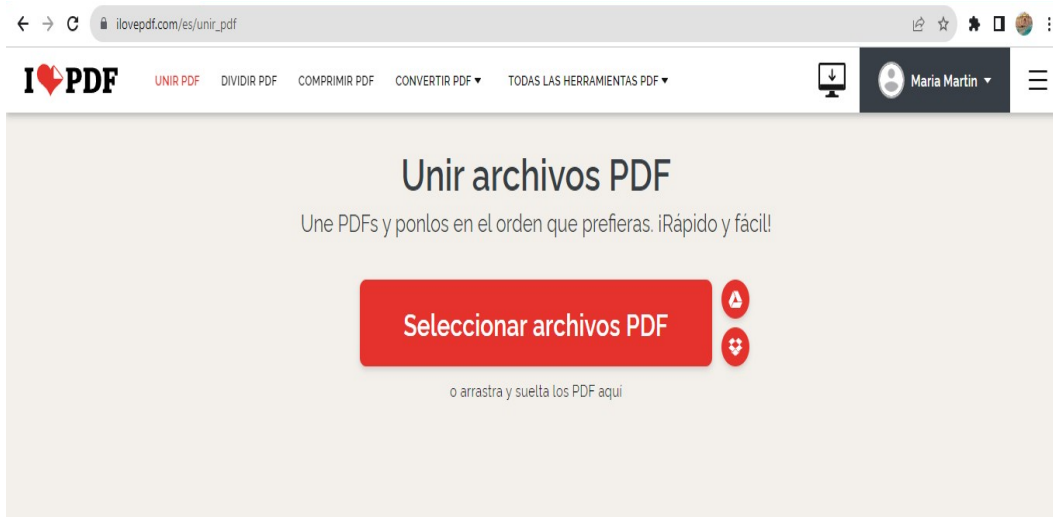 ilovepdf.com/es/unir_pdf
I PDF
UNIR PDF
DIVIDIR PDF
COMPRIMIR PDF
CONVERTIR PDF
TODAS LAS HERRAMIENTAS PDF
Maria Martin
Unir archivos PDF
Une PDFs y ponlos en el orden que prefieras. ¡Rápido y fácil!
Seleccionar archivos PDF
o arrastra y suelta los PDF aquí